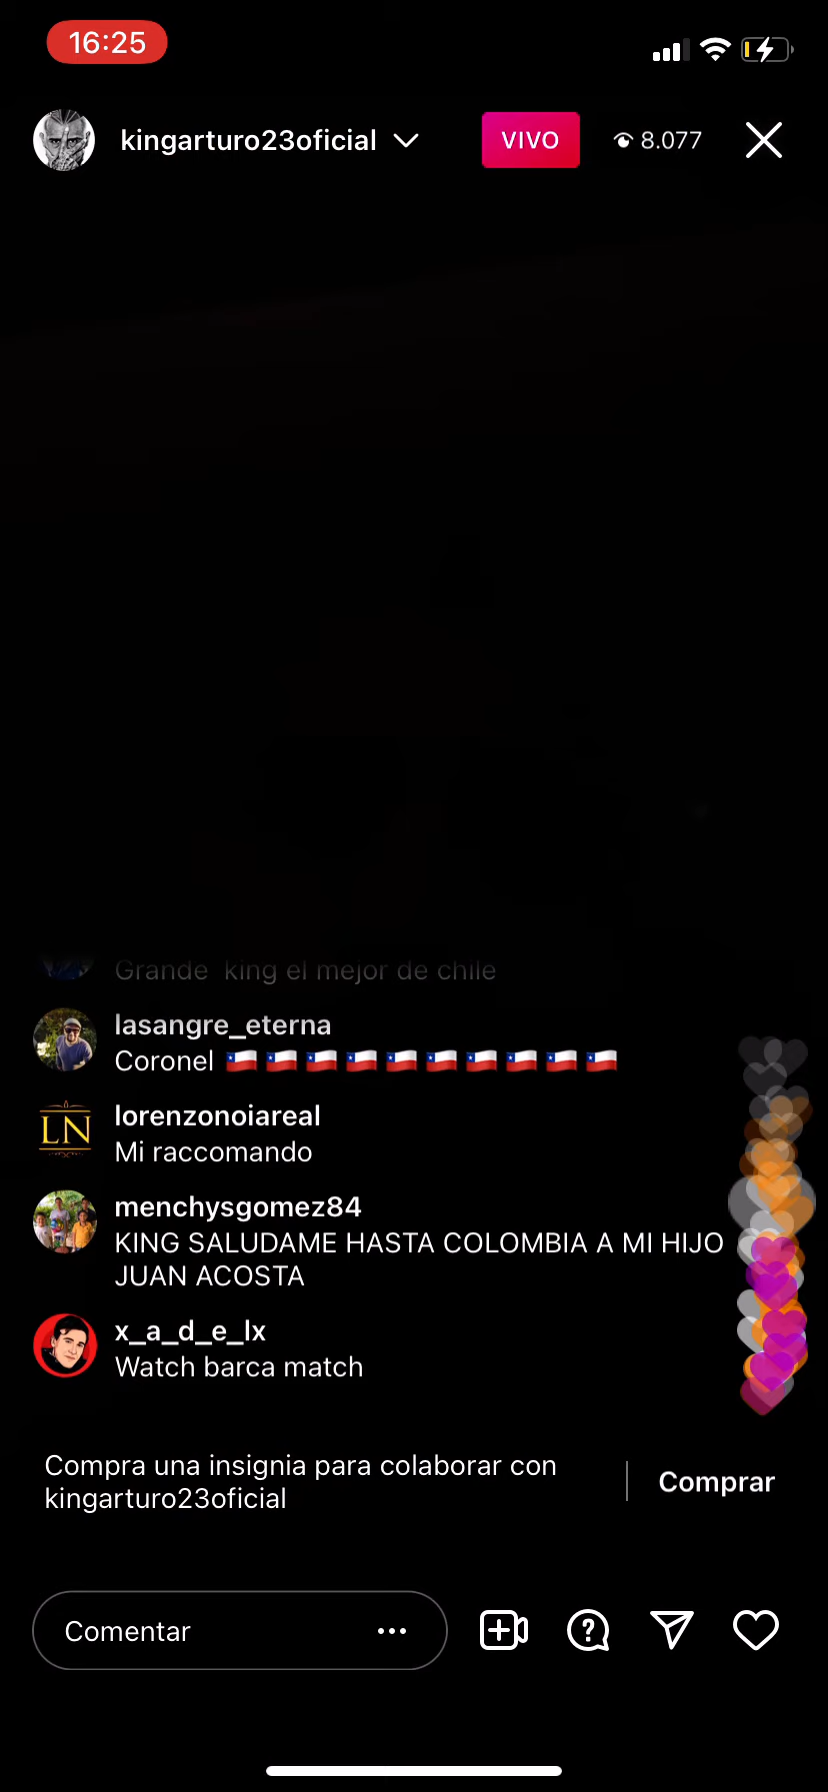 16:25
kingarturo23oficial
VIVO
8.077
Grande king el mejor de chile
lasangre_eterna
Coronel 🇨🇱 🇨🇱 🇨🇱 🇨🇱 🇨🇱 🇨🇱 🇨🇱 🇨🇱 🇨🇱 🇨🇱
LN
lorenzonoiareal
Mi raccomando
menchysgomez84
KING SALUDAME HASTA COLOMBIA A MI HIJO
JUAN ACOSTA
x_a_d_e_lx
Watch barca match
Compra una insignia para colaborar con
kingarturo23oficial
Comprar
Comentar